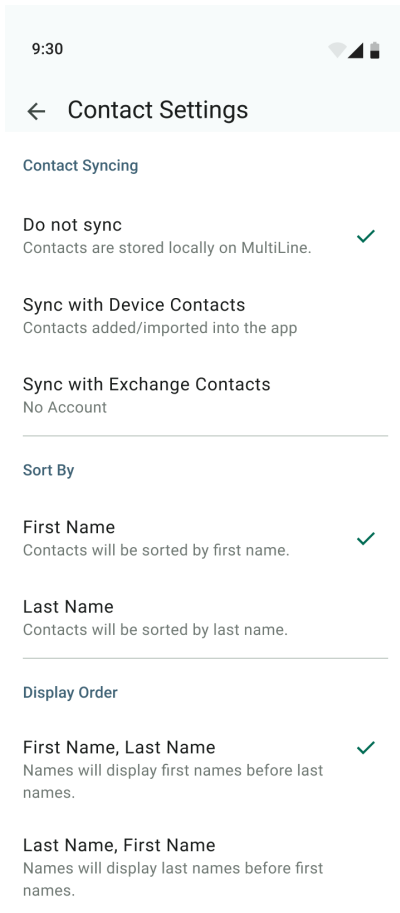 9:30
Contact Settings
Contact Syncing
Do not sync
Contacts are stored locally on MultiLine.
Sync with Device Contacts
Contacts added/imported into the app
Sync with Exchange Contacts
No Account
Sort By
First Name
Contacts will be sorted by first name.
Last Name
Contacts will be sorted by last name.
Display Order
First Name, Last Name
Names will display first names before last
names.
Last Name, First Name
Names will display last names before first
names.